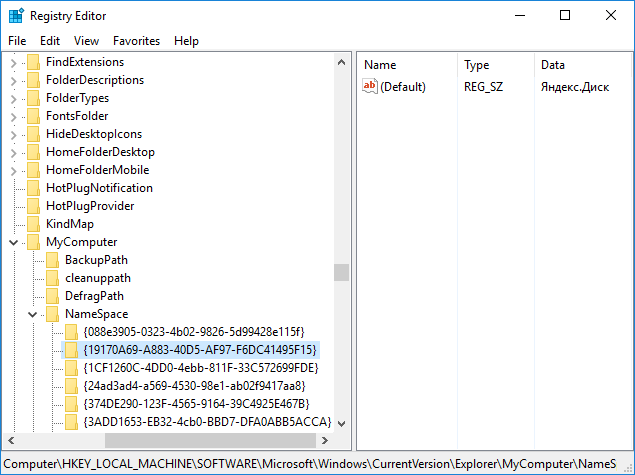 Registry Editor
File Edit View Favorites Help
FindExtensions
FolderDescriptions
FolderTypes
FontsFolder
HideDesktopIcons
HomeFolderDesktop
HomeFolderMobile
HotPlugNotification
HotPlugProvider
KindMap
MyComputer
BackupPath
cleanuppath
DefragPath
NameSpace
{088e3905-0323-4b02-9826-5d99428e115f}
{19170A69-A883-40D5-AF97-F6DC41495F15}
{1CF1260C-4DD0-4ebb-811F-33C572699FDE}
{24ad3ad4-a569-4530-98e1-ab02f9417aa8}
{374DE290-123F-4565-9164-39C4925E467B}
{3ADD1653-EB32-4cb0-BBD7-DFA0ABB5ACCA}
Name Type Data
ab (Default) REG_SZ Яндекс.Диск
Computer\HKEY_LOCAL_MACHINE\SOFTWARE\Microsoft\Windows\CurrentVersion\Explorer\MyComputer\NameS